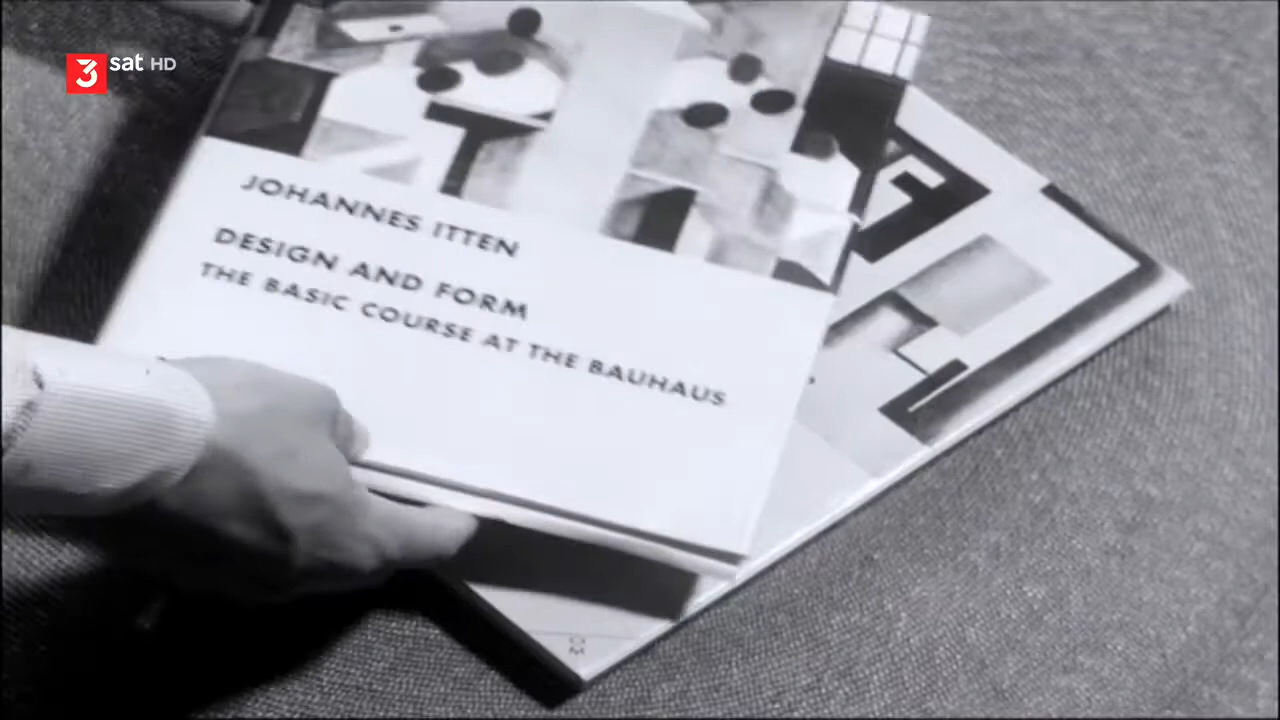 3sat HD
JOHANNES ITTEN
DESIGN AND FORM
THE BASIC COURSE AT THE BAUHAUS